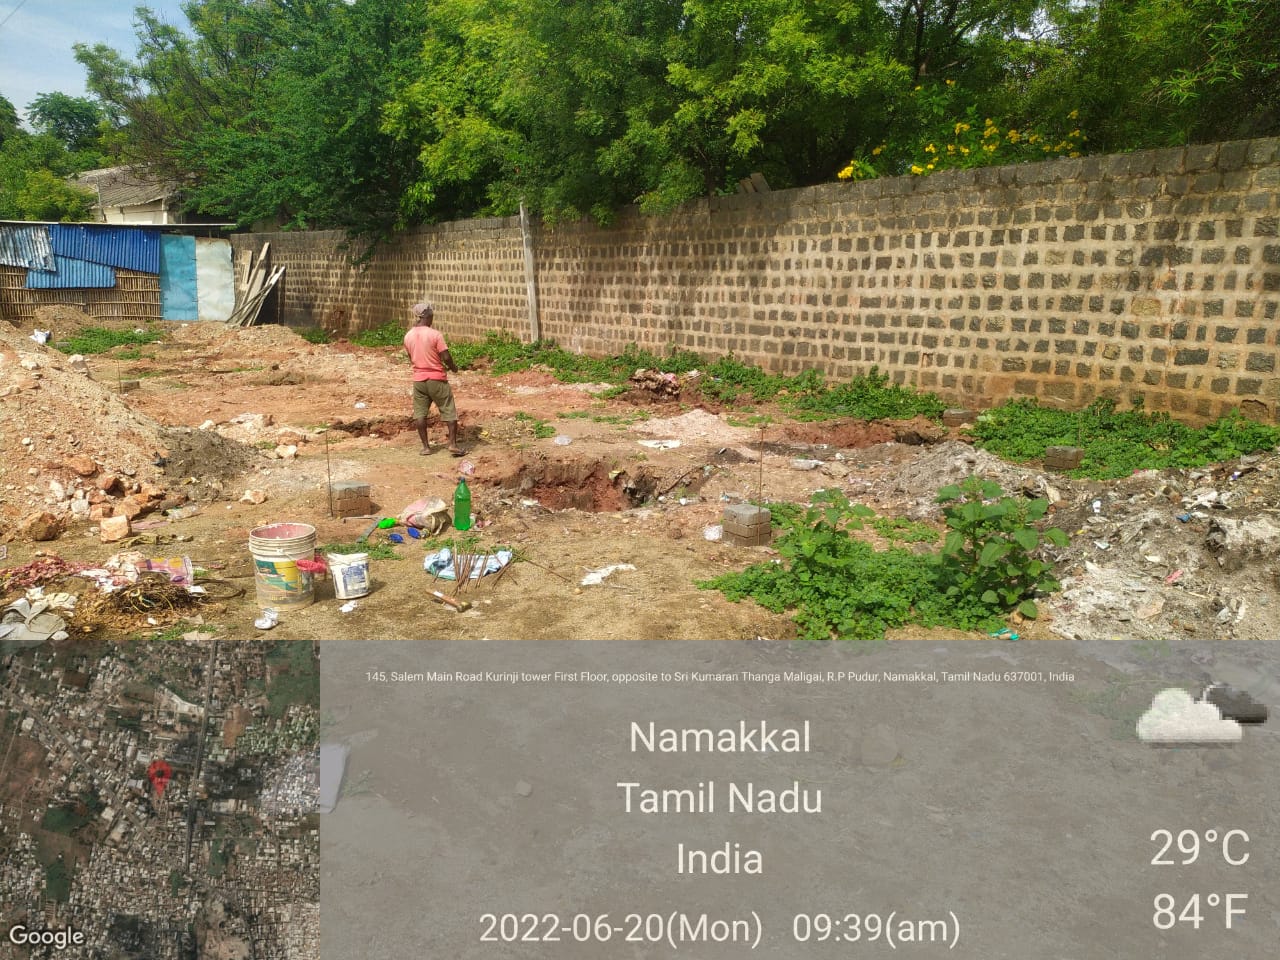 145, Salem Main Road Kurinji tower First Floor, opposite to Sri Kumaran Thanga Maligai, R.P Pudur, Namakkal, Tamil Nadu 637001, India
Namakkal
Tamil Nadu
India
29°C
84°F
2022-06-20(Mon) 09:39(am)
Google